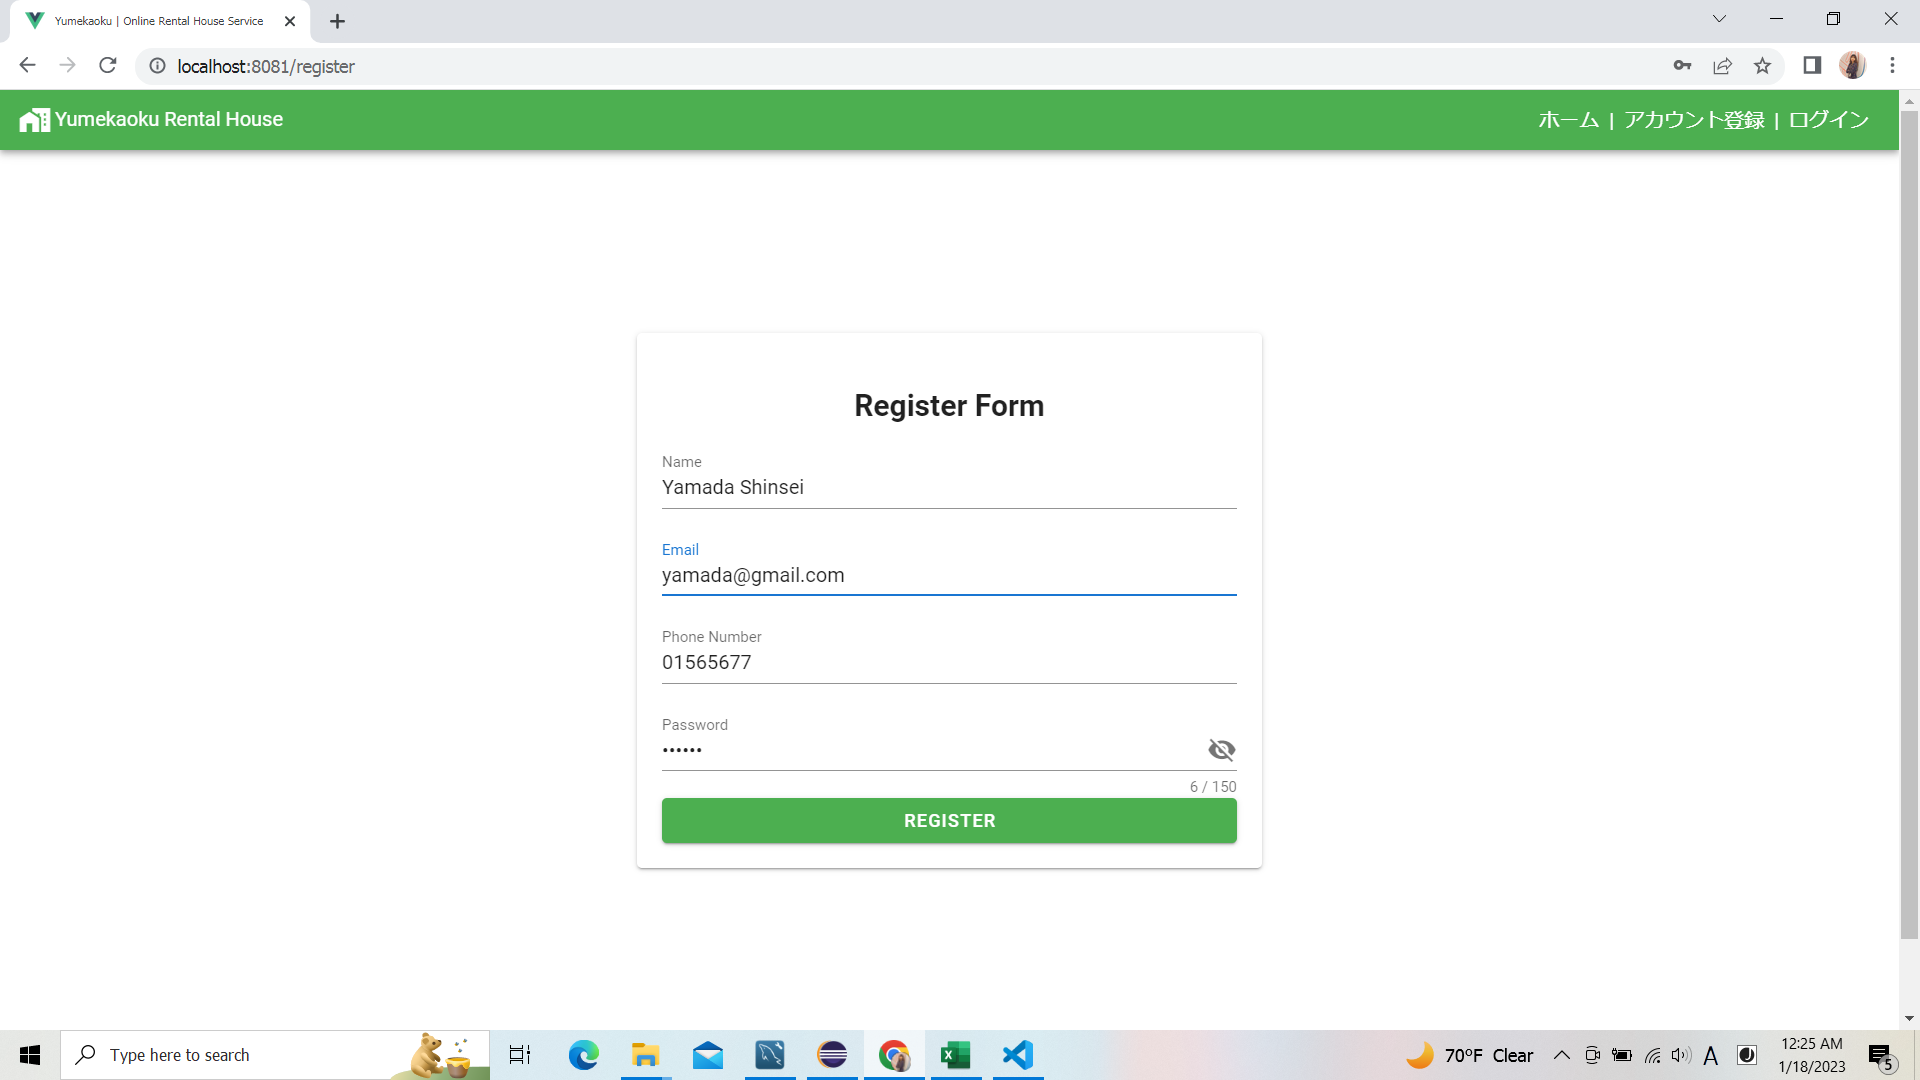 Yumekaoku | Online Rental House Service
localhost:8081/register
Yumekaoku Rental House
ホーム | アカウント登録 | ログイン
Register Form
Name
Yamada Shinsei
Email
yamada@gmail.com
Phone Number
01565677
Password
••••••
6 / 150
REGISTER
Type here to search
70°F Clear
A
12:25 AM
1/18/2023
5